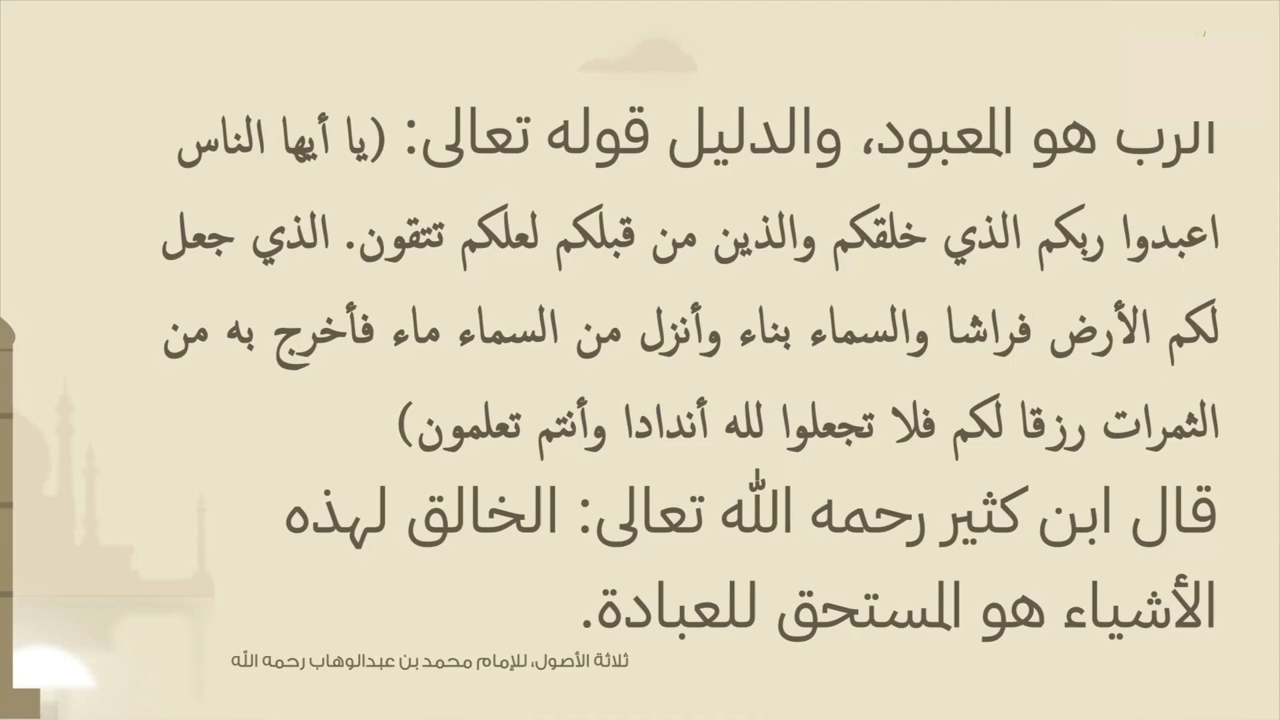 الرب هو المعبود، والدليل قوله تعالى: (يا أيها الناس
اعبدوا ربكم الذي خلقكم والذين من قبلكم لعلكم تتقون. الذي جعل
لكم الأرض فراشا والسماء بناء وأنزل من السماء ماء فأخرج به من
الثمرات رزقا لكم فلا تجعلوا لله أندادا وأنتم تعلمون)
قال ابن كثير رحمه الله تعالى: الخالق لهذه
الأشياء هو المستحق للعبادة.
ثلاثة الأصول، للإمام محمد بن عبدالوهاب رحمه الله